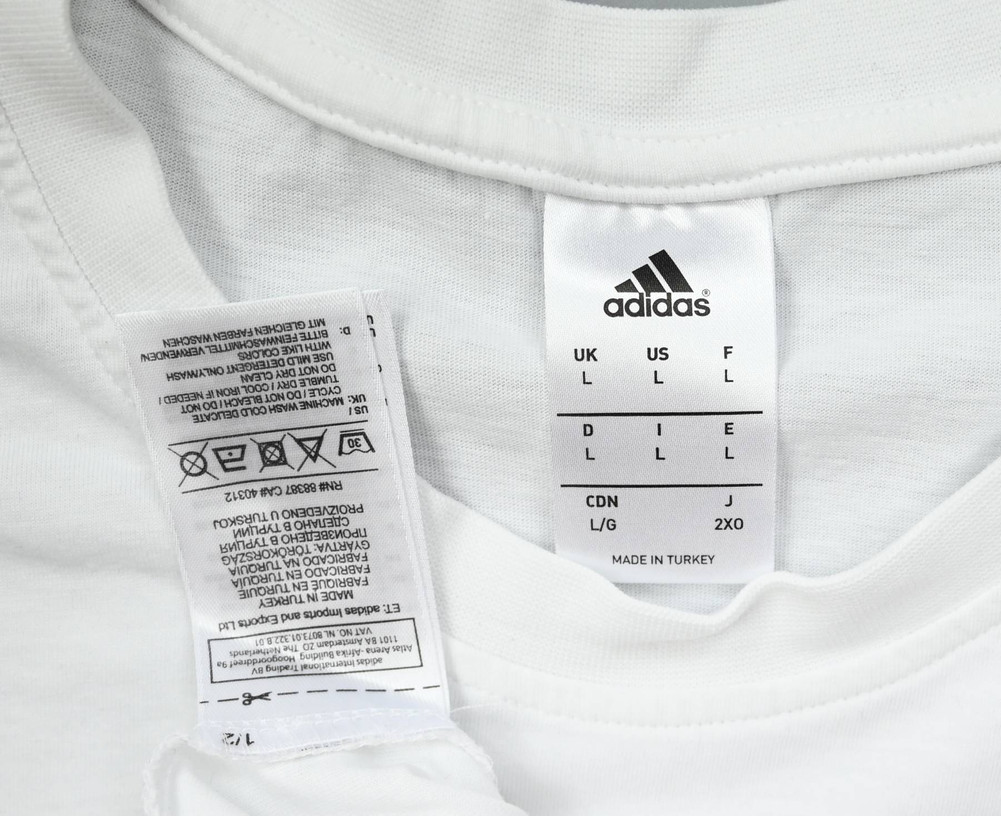 adidas®
UK US F
L L L
D I E
L L L
CDN J
L/G 2XO
MADE IN TURKEY
1/2
adidas International Trading BV
Atlas Arena -Afrika Building Hoogoorddreef 9a
1101 BA Amsterdam ZO The Netherlands
VAT NO. NL 8073.01.322.B.01
ET: adidas Imports and Exports Ltd
MADE IN TURKEY
FABRIQUÉ EN TURQUIE
FABRICADO EN TURQUÍA
FABRICADO NA TURQUIA
GYÁRTVA: TÖRÖKORSZÁG
ПРОИЗВЕДЕНО В ТУРЦИЯ
СДЕЛАНО В ТУРЦИИ
PROIZVEDENO U TURSKOJ
RN# 88387 CA# 40312
30
US /
UK: MACHINE WASH COLD DELICATE
CYCLE / DO NOT BLEACH / DO NOT
TUMBLE DRY / COOL IRON IF NEEDED /
DO NOT DRY CLEAN
USE MILD DETERGENT ONLY/WASH
WITH LIKE COLORS
D: BITTE FEINWASCHMITTEL VERWENDEN/
MIT GLEICHEN FARBEN WASCHEN